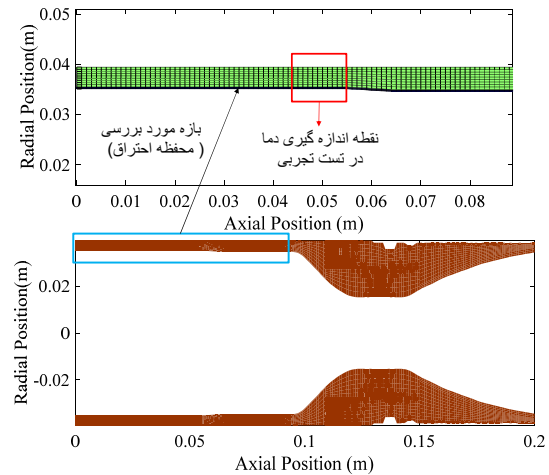 0.05
0.04
0.03
0.02
Radial Position(m)
بازه مورد بررسی
( محفظه احتراق)
نقطه اندازه گیری دما
در تست تجربی
0 0.01 0.02 0.03 0.04 0.05 0.06 0.07 0.08
Axial Position (m)
0.02
0
-0.02
Radial Position(m)
0 0.05 0.1 0.15 0.2
Axial Position (m)